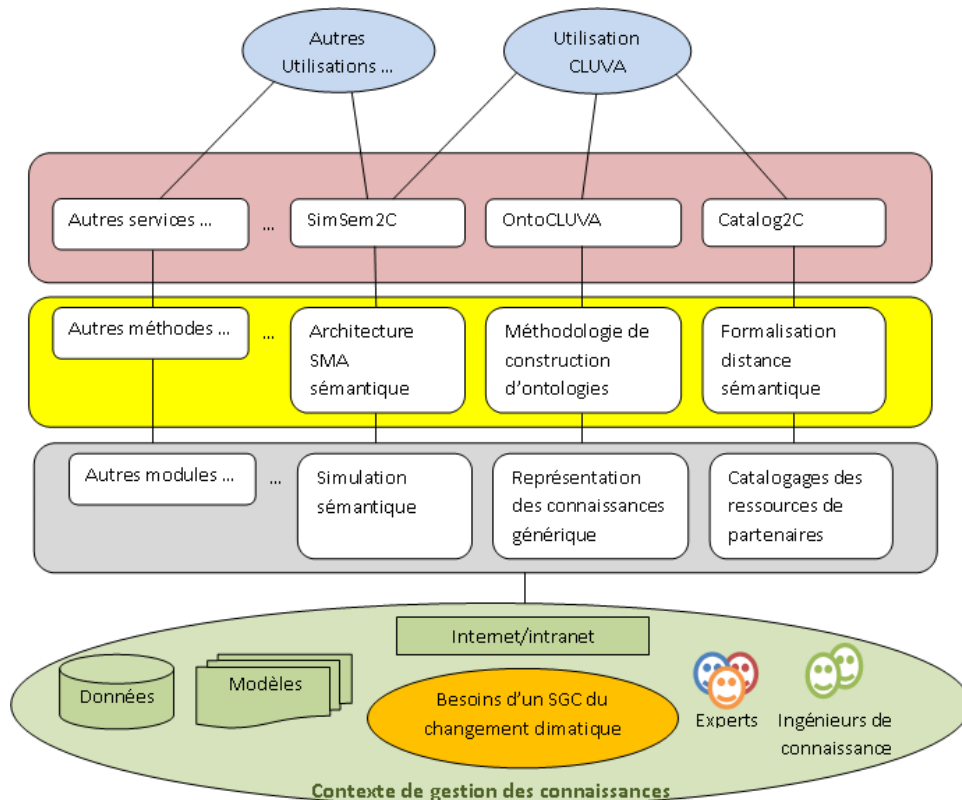 Autres
Utilisations ...
Utilisation
CLUVA
Autres services ...
...
SimSem2C
OntoCLUVA
Catalog2C
Autres méthodes ...
...
Architecture
SMA
sémantique
Méthodologie de
construction
d'ontologies
Formalisation
distance
sémantique
Autres modules ...
...
Simulation
sémantique
Représentation
des connaissances
générique
Catalogages des
ressources de
partenaires
Internet/intranet
Données
Modèles
Besoins d'un SGC du
changement climatique
Experts
Ingénieurs de
connaissance
Contexte de gestion des connaissances